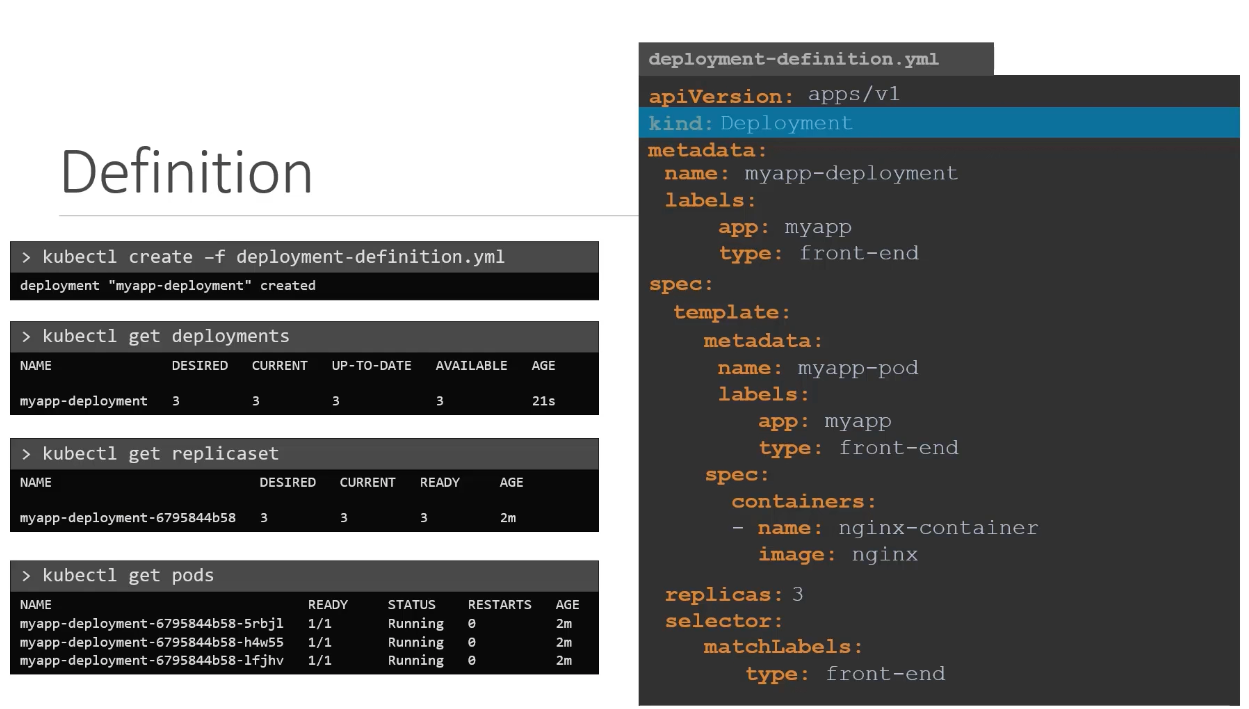 Definition
> kubectl create –f deployment-definition.yml
deployment "myapp-deployment" created
> kubectl get deployments
NAME DESIRED CURRENT UP-TO-DATE AVAILABLE AGE
myapp-deployment 3 3 3 3 21s
> kubectl get replicaset
NAME DESIRED CURRENT READY AGE
myapp-deployment-6795844b58 3 3 3 2m
> kubectl get pods
NAME READY STATUS RESTARTS AGE
myapp-deployment-6795844b58-5rbjl 1/1 Running 0 2m
myapp-deployment-6795844b58-h4w55 1/1 Running 0 2m
myapp-deployment-6795844b58-lfjhv 1/1 Running 0 2m
deployment-definition.yml
apiVersion: apps/v1
kind: Deployment
metadata:
name: myapp-deployment
labels:
app: myapp
type: front-end
spec:
template:
metadata:
name: myapp-pod
labels:
app: myapp
type: front-end
spec:
containers:
- name: nginx-container
image: nginx
replicas: 3
selector:
matchLabels:
type: front-end